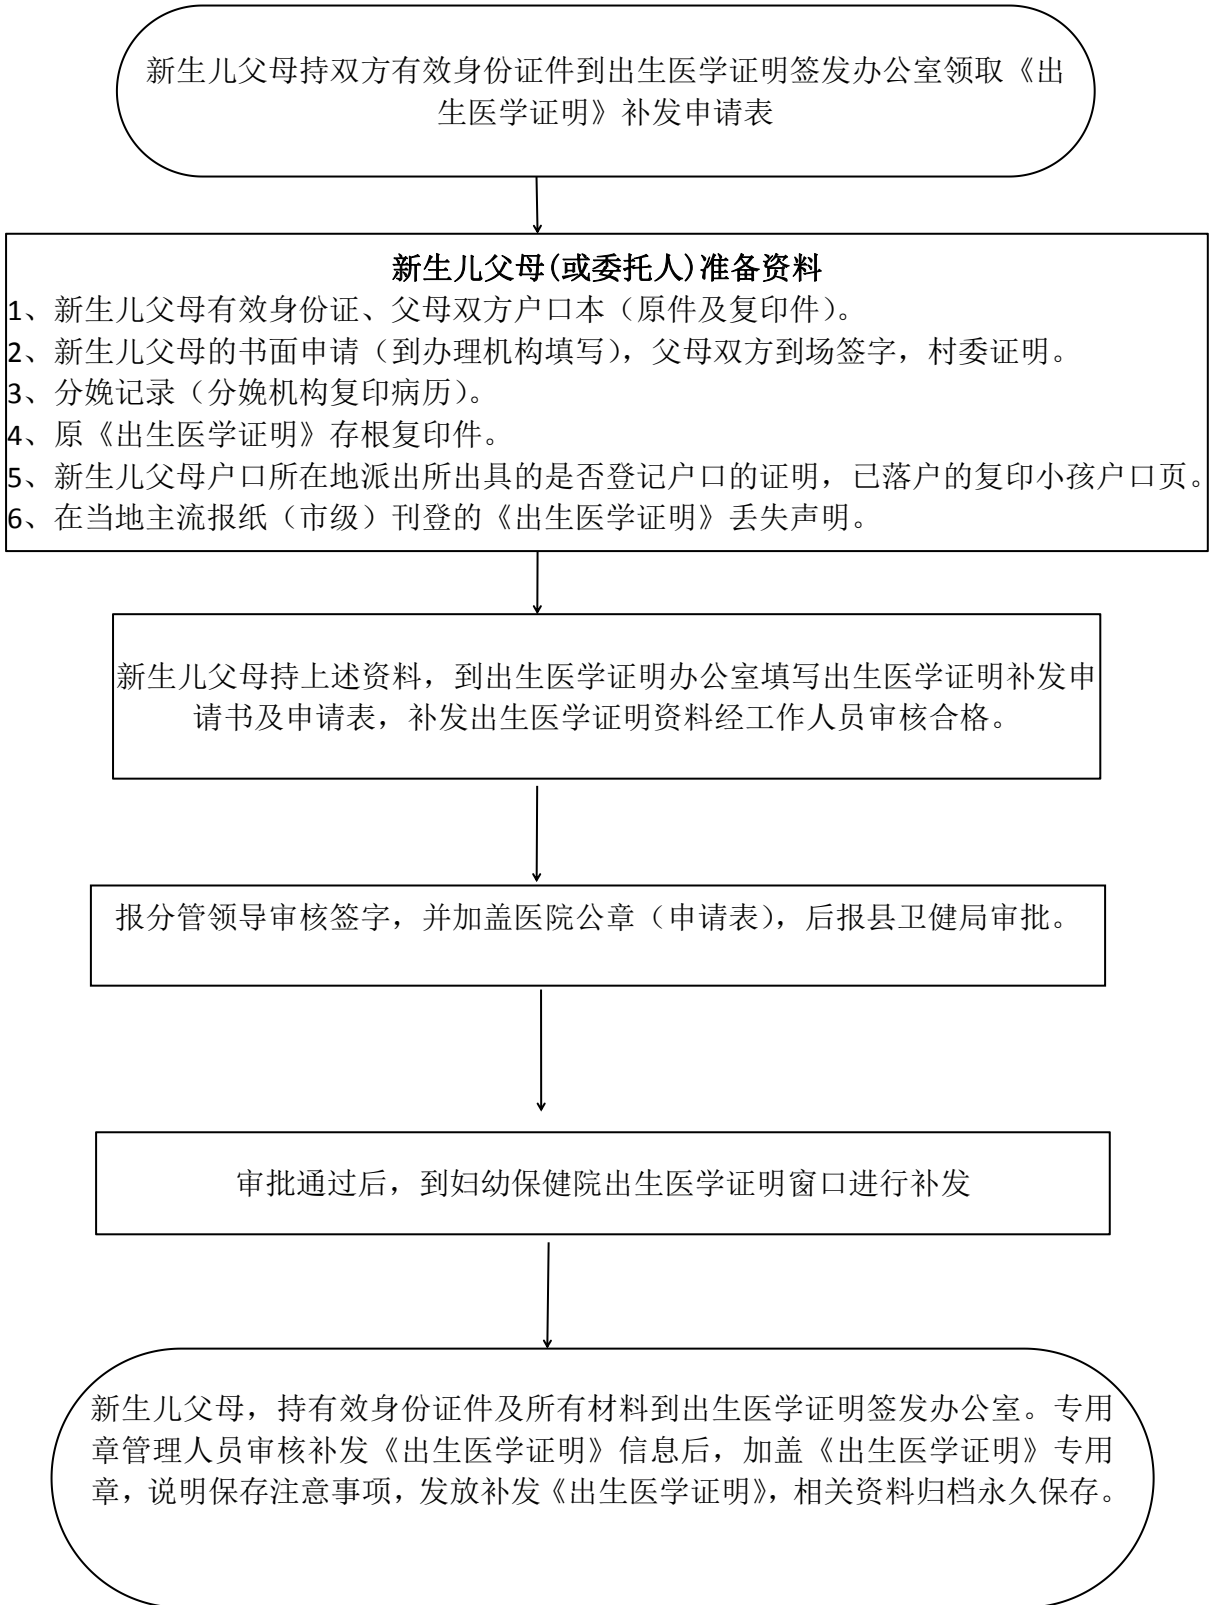 新生儿父母持双方有效身份证件到出生医学证明签发办公室领取《出
生医学证明》补发申请表
新生儿父母(或委托人)准备资料
1、新生儿父母有效身份证、父母双方户口本（原件及复印件）。
2、新生儿父母的书面申请（到办理机构填写），父母双方到场签字，村委证明。
3、分娩记录（分娩机构复印病历）。
4、原《出生医学证明》存根复印件。
5、新生儿父母户口所在地派出所出具的是否登记户口的证明，已落户的复印小孩户口页。
6、在当地主流报纸（市级）刊登的《出生医学证明》丢失声明。
新生儿父母持上述资料，到出生医学证明办公室填写出生医学证明补发申
请书及申请表，补发出生医学证明资料经工作人员审核合格。
报分管领导审核签字，并加盖医院公章（申请表），后报县卫健局审批。
审批通过后，到妇幼保健院出生医学证明窗口进行补发
新生儿父母，持有效身份证件及所有材料到出生医学证明签发办公室。专用
章管理人员审核补发《出生医学证明》信息后，加盖《出生医学证明》专用
章，说明保存注意事项，发放补发《出生医学证明》，相关资料归档永久保存。